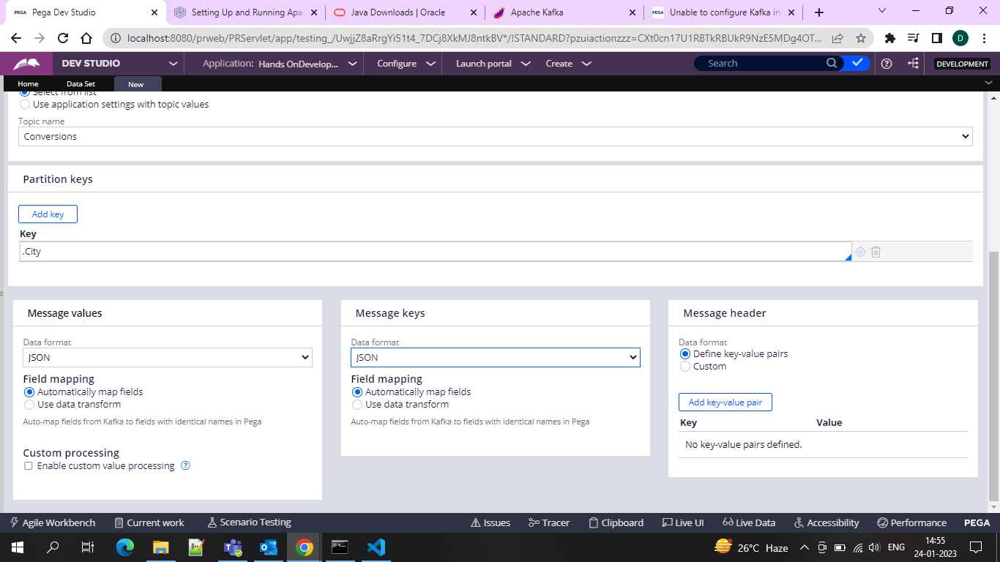 PEGA Pega Dev Studio
Setting Up and Running Apac
Java Downloads | Oracle
Apache Kafka
PEGA Unable to configure Kafka ins
localhost:8080/prweb/PRServlet/app/testing_/UwjjZ8aRrgYi51t4_7DCj8XkMJ8ntkBV*/!STANDARD?pzuiactionzzz=CXt0cn17U1RBTkRBUkR9NzE5MDg4OT...
D
DEV STUDIO
Application: Hands OnDevelop...
Configure
Launch portal
Create
Search
DEVELOPMENT
Home
Data Set
New
Select from list
Use application settings with topic values
Topic name
Conversions
Partition keys
Add key
Key
.City
Message values
Data format
JSON
Field mapping
Automatically map fields
Use data transform
Auto-map fields from Kafka to fields with identical names in Pega
Custom processing
Enable custom value processing ?
Message keys
Data format
JSON
Field mapping
Automatically map fields
Use data transform
Auto-map fields from Kafka to fields with identical names in Pega
Message header
Data format
Define key-value pairs
Custom
Add key-value pair
Key Value
No key-value pairs defined.
Agile Workbench
Current work
Scenario Testing
Issues
Tracer
Clipboard
Live UI
Live Data
Accessibility
Performance
PEGA
26°C Haze
ENG
14:55
24-01-2023